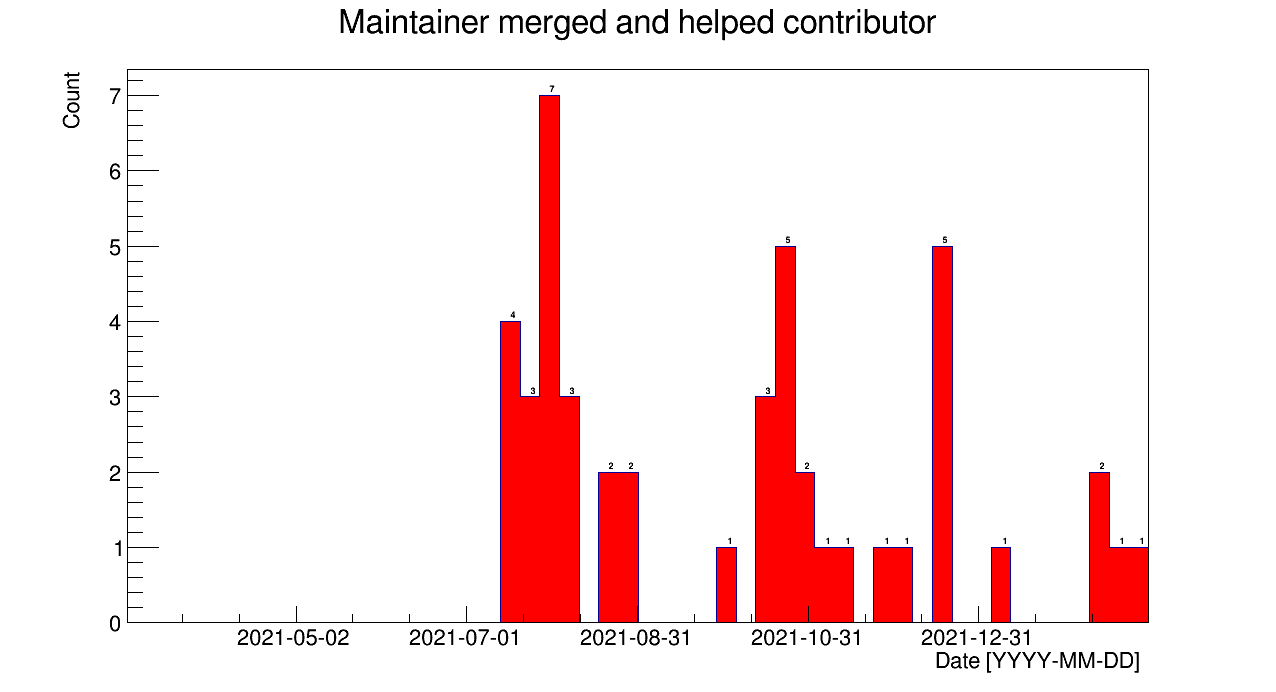 Maintainer merged and helped contributor
Count
7
6
5
4
3
2
1
0
4 3 7 3 2 2 1 3 5 2 1 1 1 1 5 1 2 1 1
2021-05-02 2021-07-01 2021-08-31 2021-10-31 2021-12-31
Date [YYYY-MM-DD]